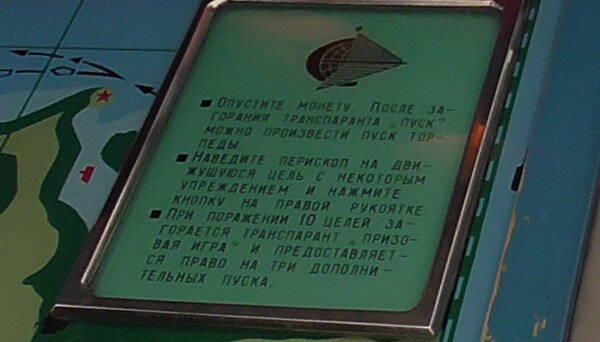 ▪ Опустите монету. После за-
горания транспаранта „пуск"
можно произвести пуск тор-
педы.
▪ Наведите перископ на дви-
жущуюся цель с некоторым
упреждением и нажмите
кнопку на правой рукоятке.
▪ При поражении 10 целей за-
горается транспарант „призо-
вая игра" и предоставляет-
ся право на три дополни-
тельных пуска.